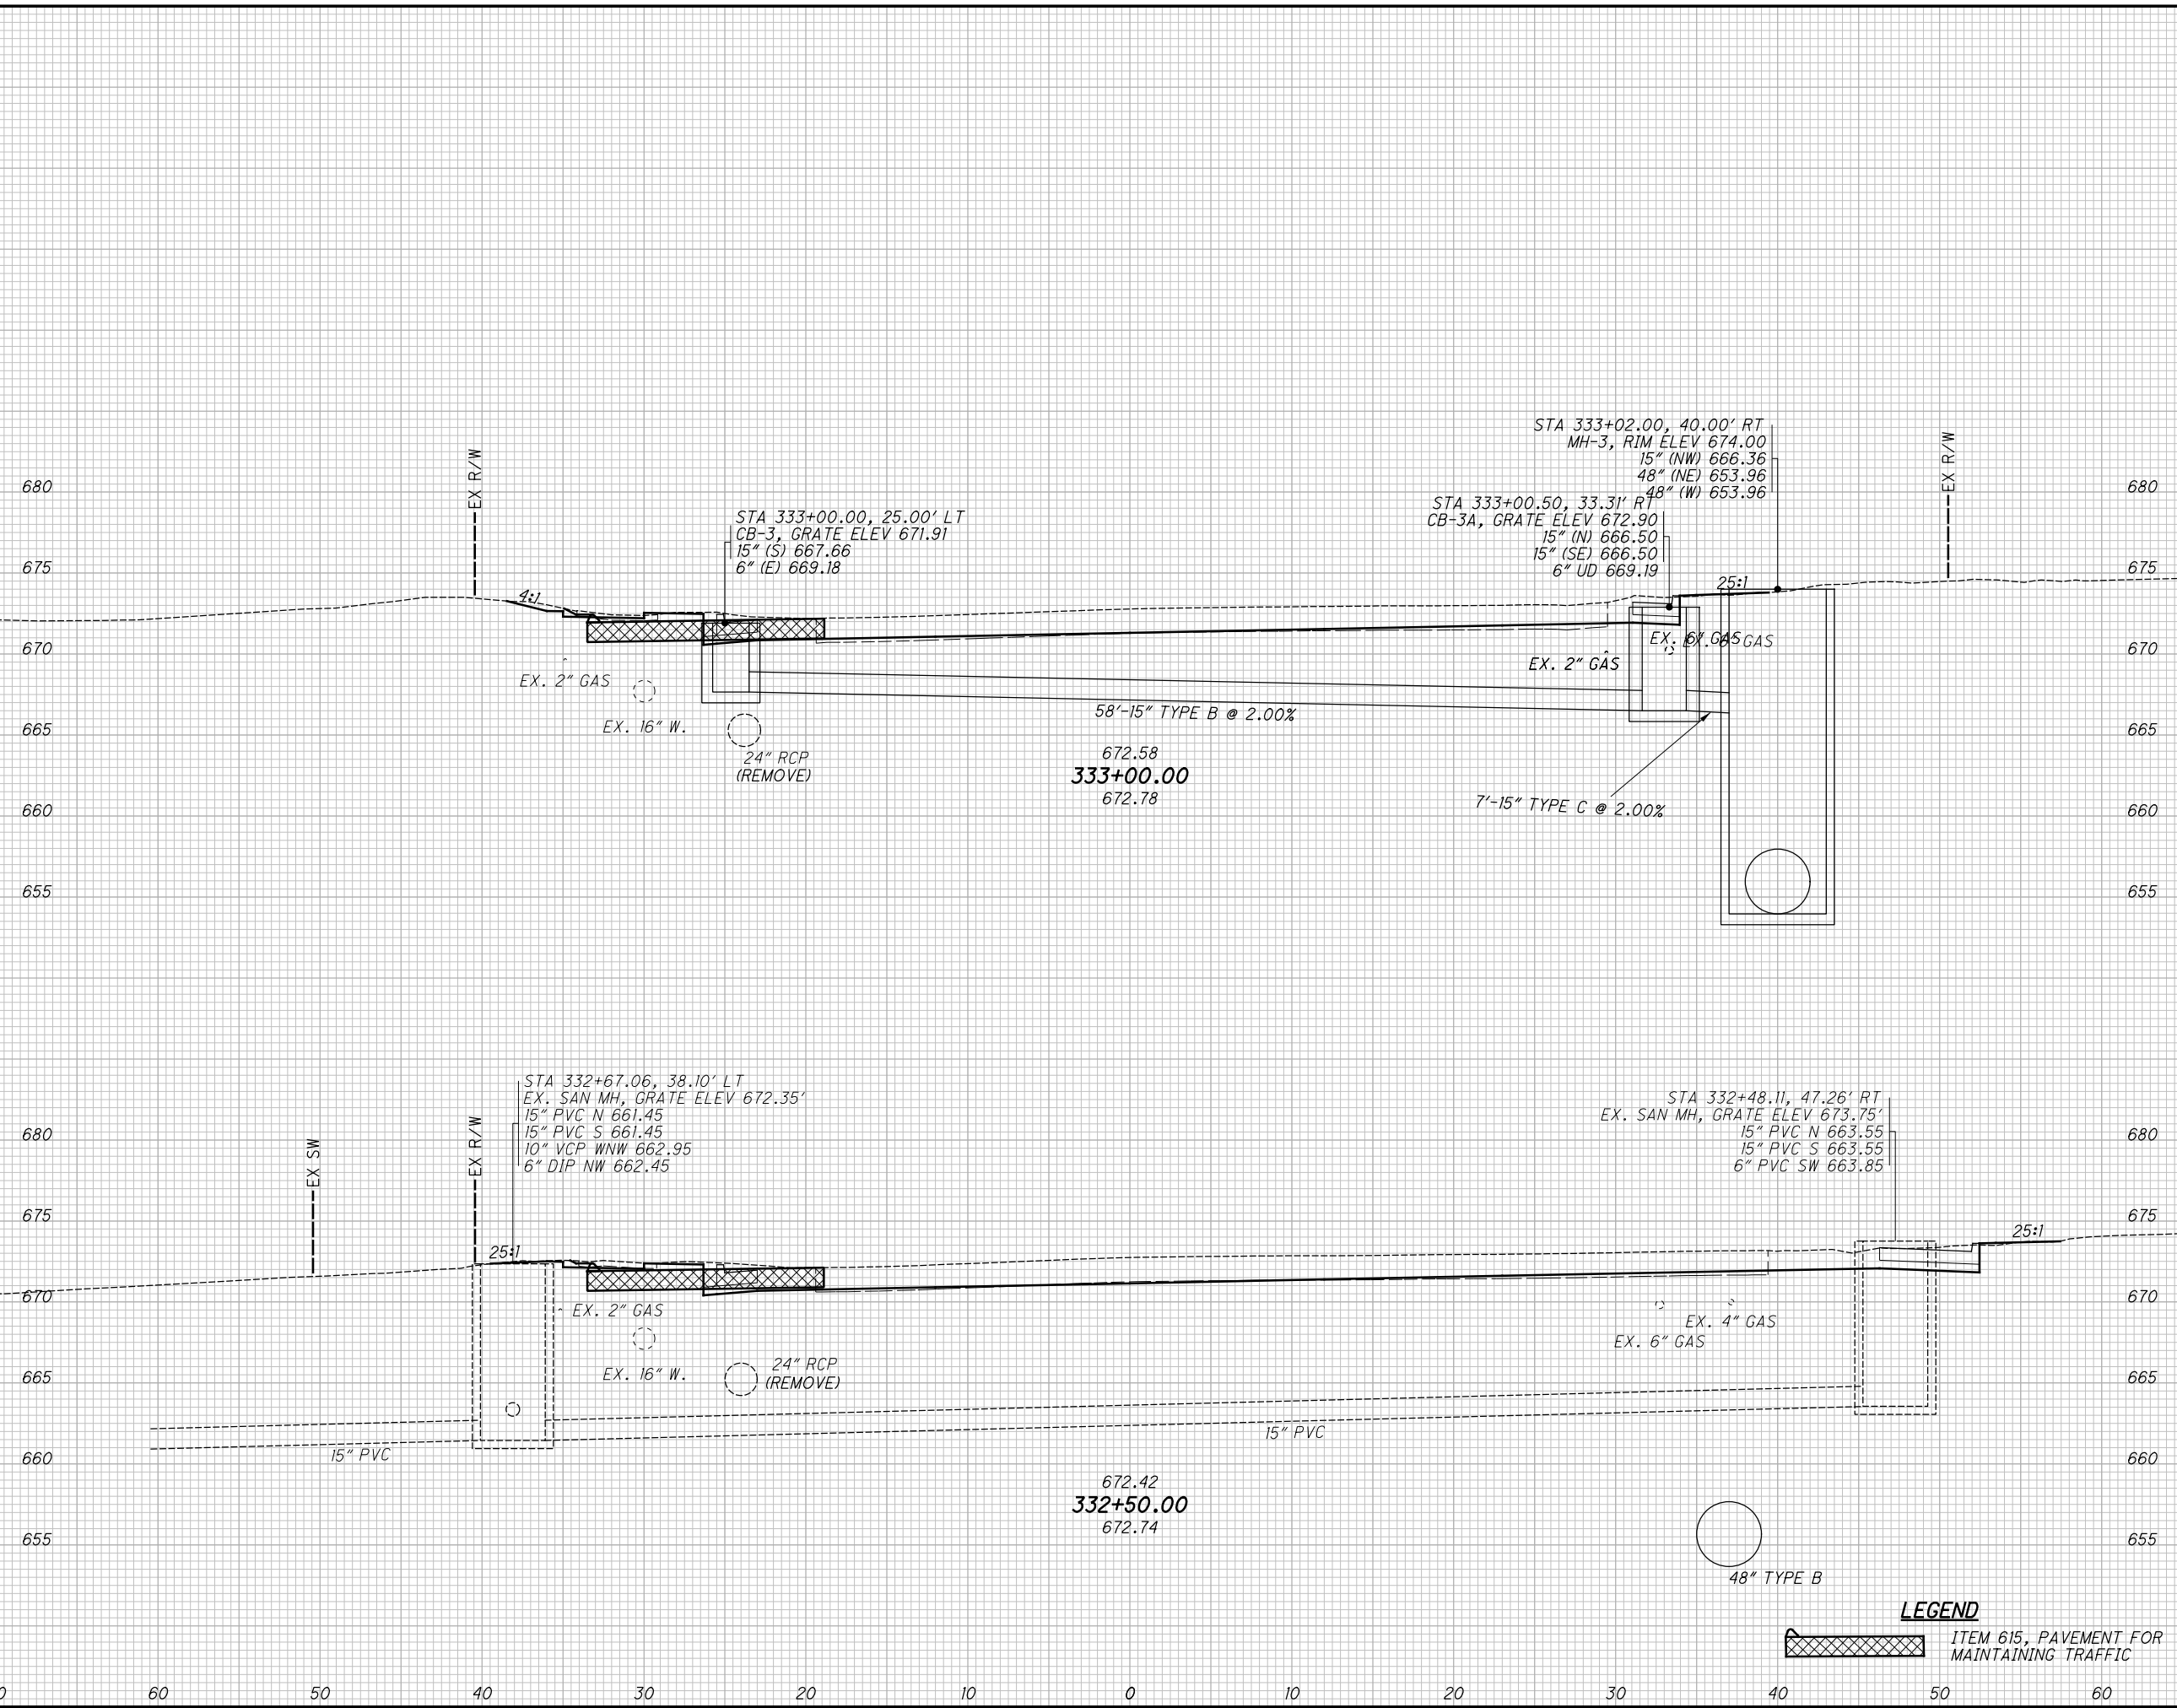 STA 333+02.00, 40.00' RT
MH-3, RIM ELEV 674.00
15" (NW) 666.36
48" (NE) 653.96
48" (W) 653.96
EX R/W
EX R/W
680
680
STA 333+00.50, 33.31' RT
CB-3A, GRATE ELEV 672.90
15" (N) 666.50
15" (SE) 666.50
6" UD 669.19
STA 333+00.00, 25.00' LT
CB-3, GRATE ELEV 671.91
15" (S) 667.66
6" (E) 669.18
675
675
4:1
25:1
670
670
EX. 6" GAS
EX. 6" GAS
EX. 2" GAS
EX. 2" GAS
EX. 16" W.
58'-15" TYPE B @ 2.00%
665
665
24" RCP
(REMOVE)
672.58
333+00.00
672.78
7'-15" TYPE C @ 2.00%
660
660
655
655
STA 332+67.06, 38.10' LT
EX. SAN MH, GRATE ELEV 672.35'
15" PVC N 661.45
15" PVC S 661.45
10" VCP WNW 662.95
6" DIP NW 662.45
STA 332+48.11, 47.26' RT
EX. SAN MH, GRATE ELEV 673.75'
15" PVC N 663.55
15" PVC S 663.55
6" PVC SW 663.85
680
680
EX SW
EX R/W
675
675
25:1
25:1
670
670
EX. 2" GAS
EX. 4" GAS
EX. 6" GAS
EX. 16" W.
24" RCP
(REMOVE)
665
665
15" PVC
15" PVC
660
660
672.42
332+50.00
672.74
655
655
48" TYPE B
LEGEND
ITEM 615, PAVEMENT FOR
MAINTAINING TRAFFIC
0 60 50 40 30 20 10 0 10 20 30 40 50 60